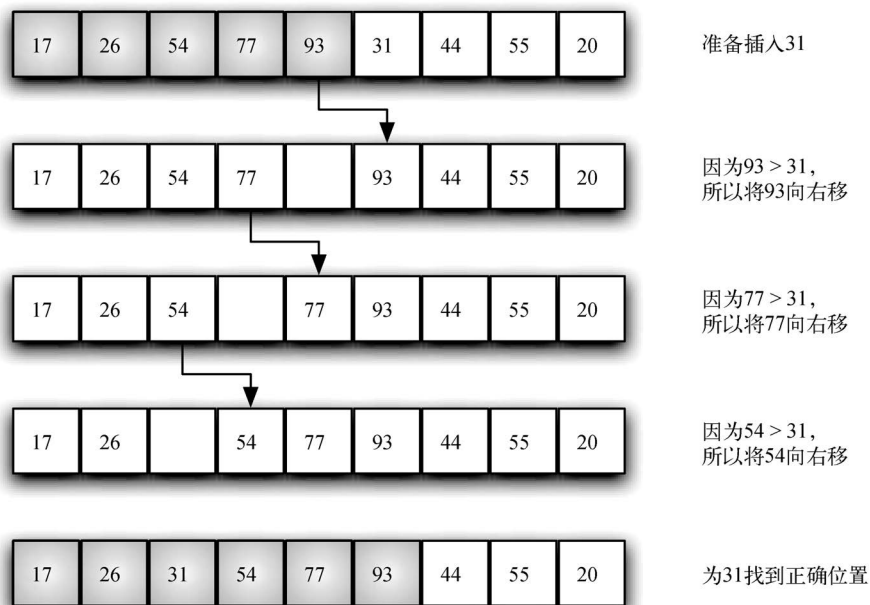 17 26 54 77 93 31 44 55 20 准备插入31
17 26 54 77 93 44 55 20 因为93 > 31，
所以将93向右移
17 26 54 77 93 44 55 20 因为77 > 31，
所以将77向右移
17 26 54 77 93 44 55 20 因为54 > 31，
所以将54向右移
17 26 31 54 77 93 44 55 20 为31找到正确位置